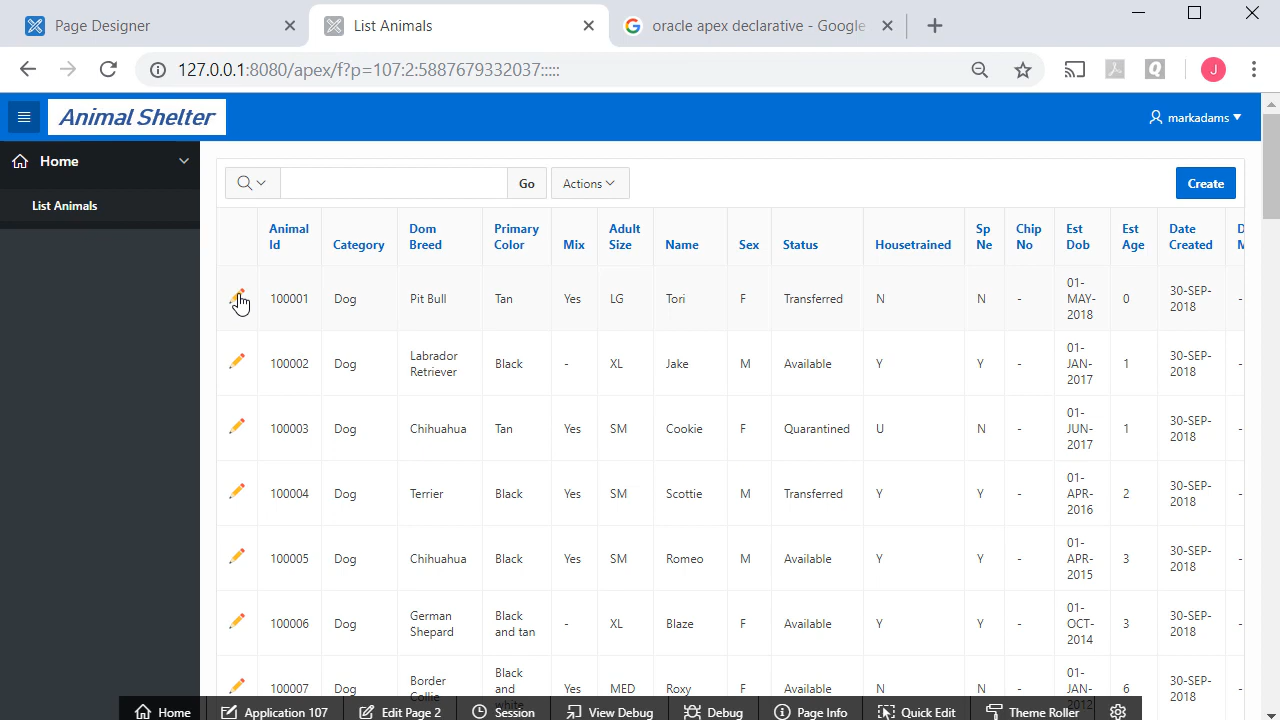 Page Designer
List Animals
oracle apex declarative - Google
127.0.0.1:8080/apex/f?p=107:2:5887679332037:::::
J
Animal Shelter
markadams
Home
List Animals
Go
Actions
Create
Animal Id Category Dom Breed Primary Color Mix Adult Size Name Sex Status Housetrained Sp Ne Chip No Est Dob Est Age Date Created
100001 Dog Pit Bull Tan Yes LG Tori F Transferred N N - 01-MAY-2018 0 30-SEP-2018 -
100002 Dog Labrador Retriever Black - XL Jake M Available Y Y - 01-JAN-2017 1 30-SEP-2018 -
100003 Dog Chihuahua Tan Yes SM Cookie F Quarantined U N - 01-JUN-2017 1 30-SEP-2018 -
100004 Dog Terrier Black Yes SM Scottie M Transferred Y Y - 01-APR-2016 2 30-SEP-2018 -
100005 Dog Chihuahua Black Yes SM Romeo M Available Y Y - 01-APR-2015 3 30-SEP-2018 -
100006 Dog German Shepard Black and tan - XL Blaze F Available Y Y - 01-OCT-2014 3 30-SEP-2018 -
100007 Dog Border Collie Black and white Yes MED Roxy F Available N N - 01-JAN-2012 6 30-SEP-2018 -
Home
Application 107
Edit Page 2
Session
View Debug
Debug
Page Info
Quick Edit
Theme Roller